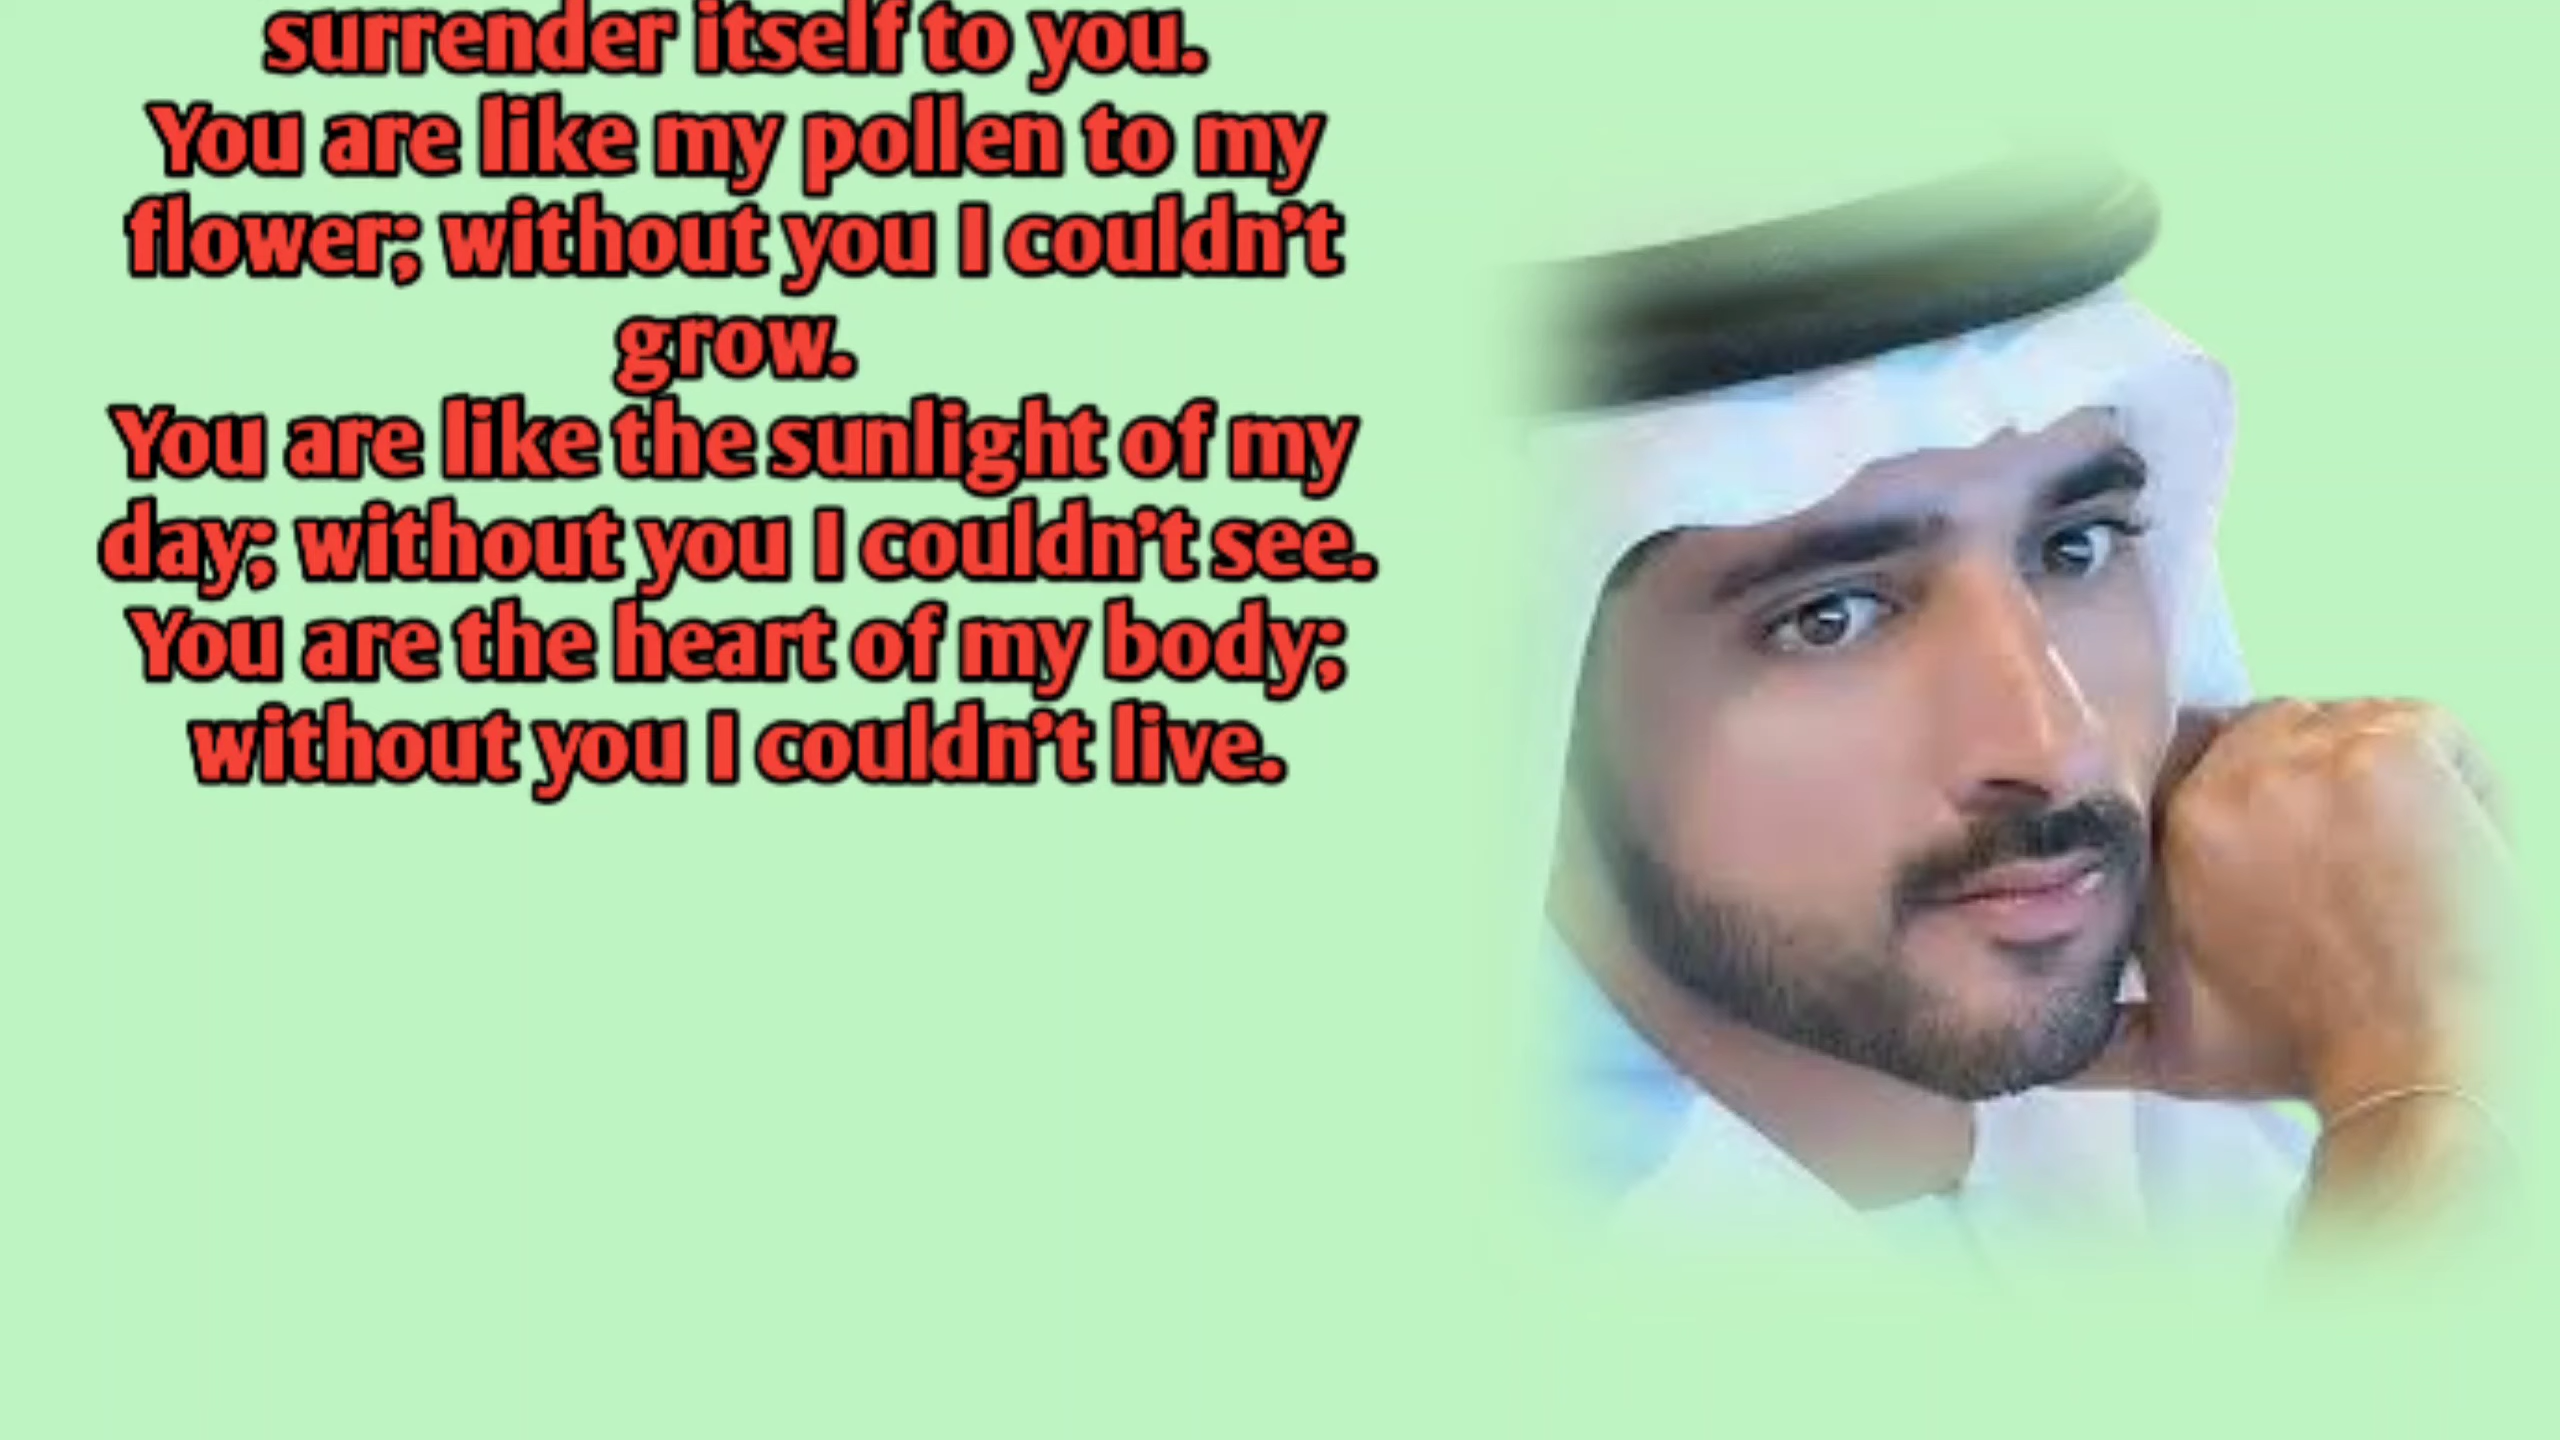 surrender itself to you.
You are like my pollen to my
flower; without you I couldn't
grow.
You are like the sunlight of my
day; without you I couldn't see.
You are the heart of my body;
without you I couldn't live.